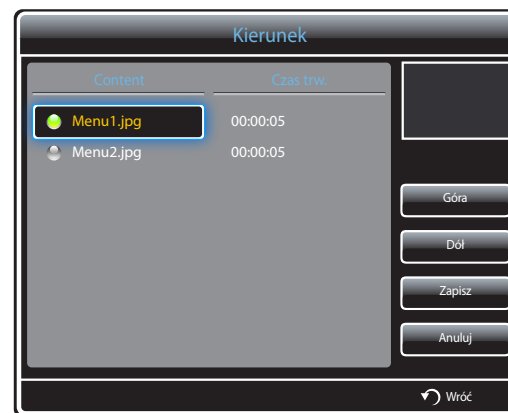 Kierunek
Content Czas trw.
Menu1.jpg 00:00:05
Menu2.jpg 00:00:05
Góra
Dół
Zapisz
Anuluj
Wróć